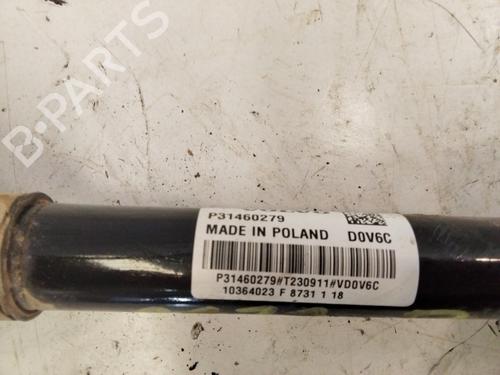 B-PARTS
P31460279
MADE IN POLAND D0V6C
P31460279#T230911#VD0V6C
10364023 F 8731 1 18